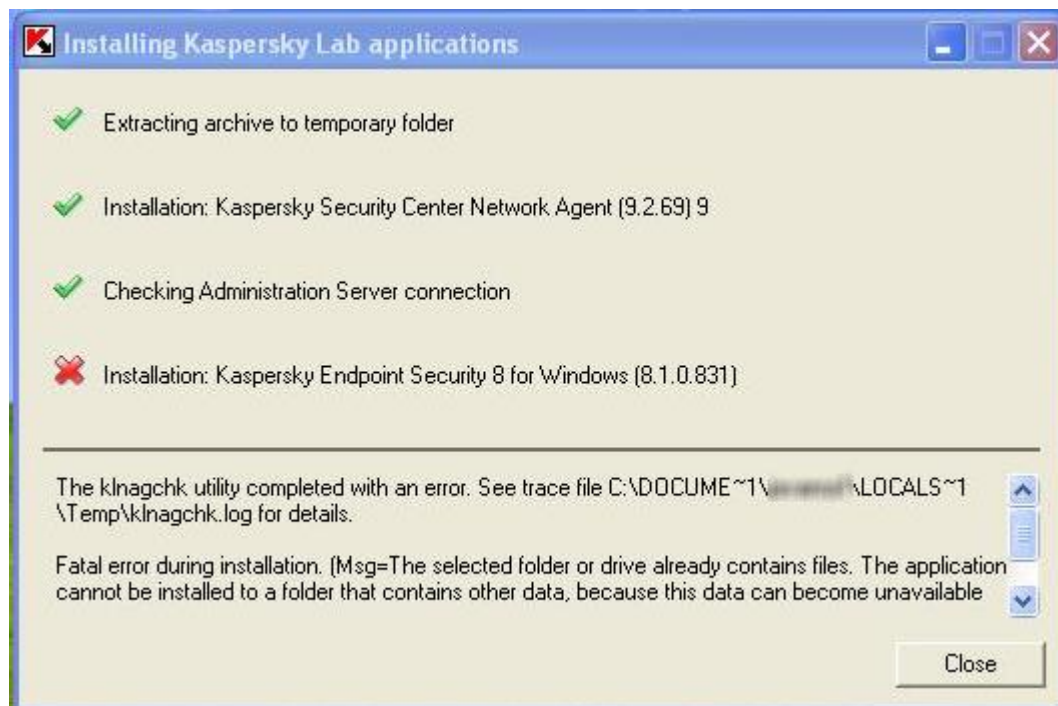 Installing Kaspersky Lab applications
Extracting archive to temporary folder
Installation: Kaspersky Security Center Network Agent (9.2.69) 9
Checking Administration Server connection
Installation: Kaspersky Endpoint Security 8 for Windows (8.1.0.831)
The klnagchk utility completed with an error. See trace file C:\DOCUME~1\ \LOCALS~1
\Temp\klnagchk.log for details.
Fatal error during installation. (Msg=The selected folder or drive already contains files. The application
cannot be installed to a folder that contains other data, because this data can become unavailable
Close